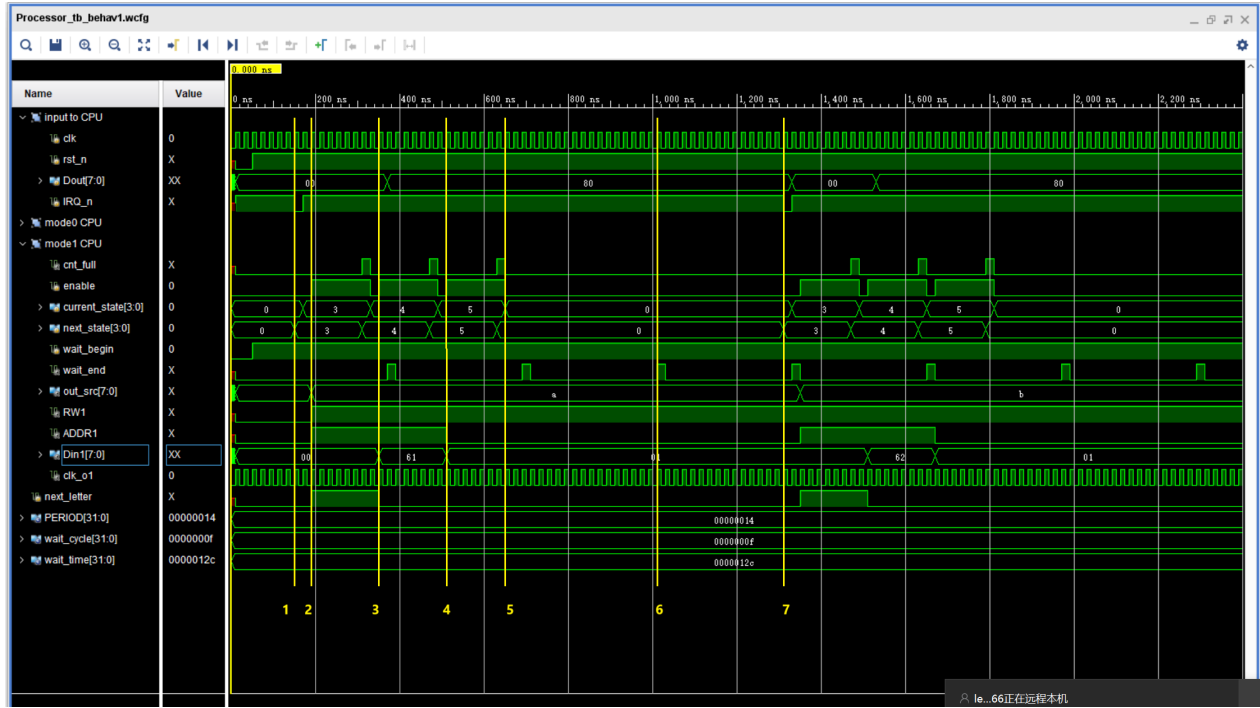 Processor_tb_behav1.wcfg
0.000 ns
Name Value
0 ns 200 ns 400 ns 600 ns 800 ns 1,000 ns 1,200 ns 1,400 ns 1,600 ns 1,800 ns 2,000 ns 2,200 ns
input to CPU
clk 0
rst_n X
Dout[7:0] XX 00 80 00 80
IRQ_n X
mode0 CPU
mode1 CPU
cnt_full X
enable 0
current_state[3:0] 0 0 3 4 5 0 3 4 5 0
next_state[3:0] 0 0 3 4 5 0 3 4 5 0
wait_begin 0
wait_end X
out_src[7:0] X a b
RW1 X
ADDR1 X
Din1[7:0] XX 00 61 01 62 01
clk_o1 0
next_letter X
PERIOD[31:0] 00000014 00000014
wait_cycle[31:0] 0000000f 0000000f
wait_time[31:0] 0000012c 0000012c
1 2 3 4 5 6 7
le...66正在远程本机